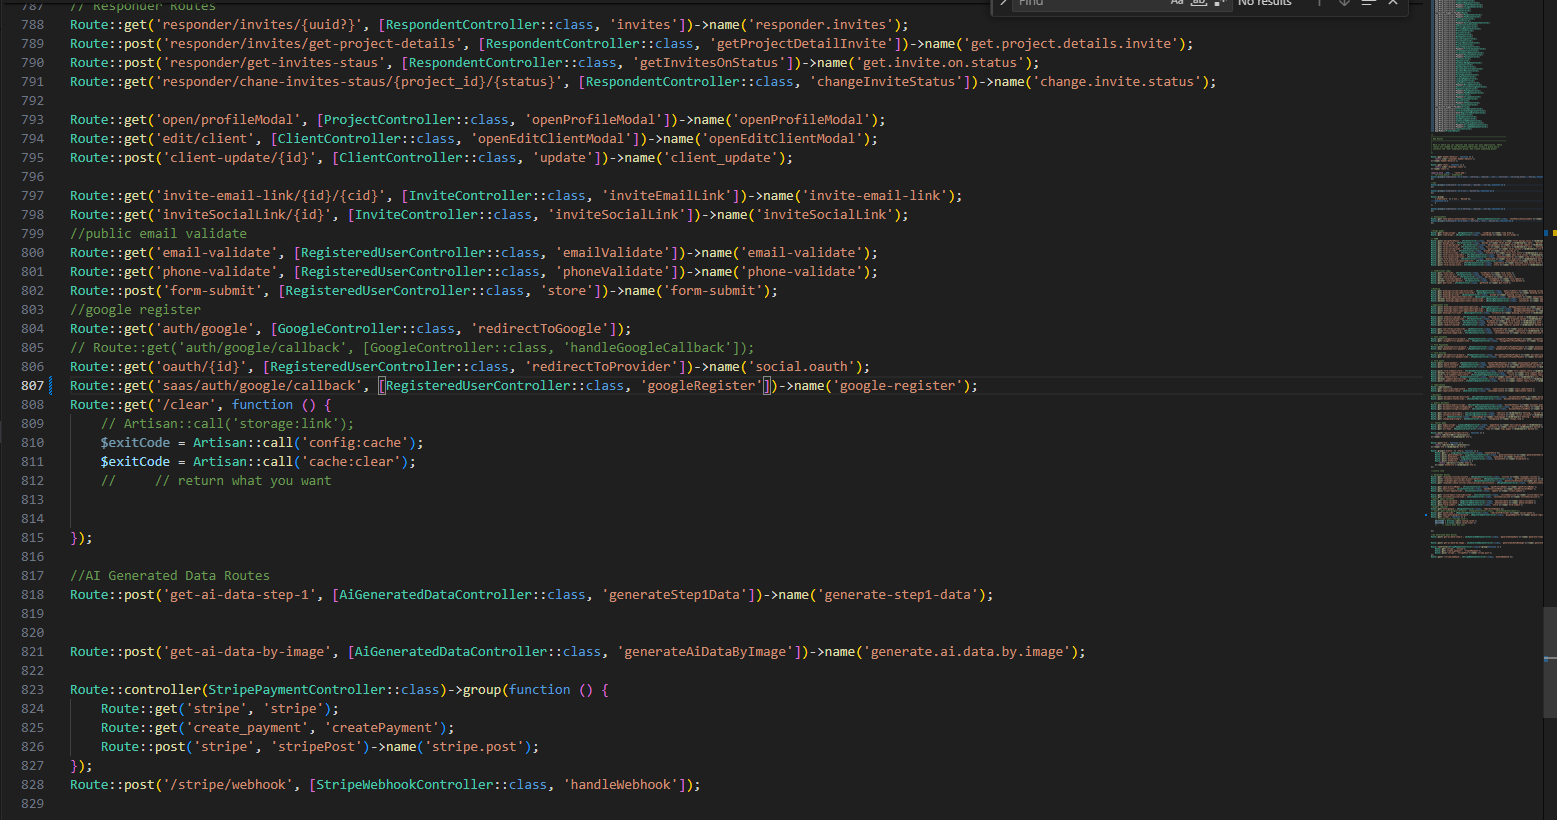 Find
Aa
ab
No results
787 // Responder Routes
788 Route::get('responder/invites/{uuid?}', [RespondentController::class, 'invites'])->name('responder.invites');
789 Route::post('responder/invites/get-project-details', [RespondentController::class, 'getProjectDetailInvite'])->name('get.project.details.invite');
790 Route::post('responder/get-invites-staus', [RespondentController::class, 'getInvitesOnStatus'])->name('get.invite.on.status');
791 Route::get('responder/chane-invites-staus/{project_id}/{status}', [RespondentController::class, 'changeInviteStatus'])->name('change.invite.status');
792
793 Route::get('open/profileModal', [ProjectController::class, 'openProfileModal'])->name('openProfileModal');
794 Route::get('edit/client', [ClientController::class, 'openEditClientModal'])->name('openEditClientModal');
795 Route::post('client-update/{id}', [ClientController::class, 'update'])->name('client_update');
796
797 Route::get('invite-email-link/{id}/{cid}', [InviteController::class, 'inviteEmailLink'])->name('invite-email-link');
798 Route::get('inviteSocialLink/{id}', [InviteController::class, 'inviteSocialLink'])->name('inviteSocialLink');
799 //public email validate
800 Route::get('email-validate', [RegisteredUserController::class, 'emailValidate'])->name('email-validate');
801 Route::get('phone-validate', [RegisteredUserController::class, 'phoneValidate'])->name('phone-validate');
802 Route::post('form-submit', [RegisteredUserController::class, 'store'])->name('form-submit');
803 //google register
804 Route::get('auth/google', [GoogleController::class, 'redirectToGoogle']);
805 // Route::get('auth/google/callback', [GoogleController::class, 'handleGoogleCallback']);
806 Route::get('oauth/{id}', [RegisteredUserController::class, 'redirectToProvider'])->name('social.oauth');
807 Route::get('saas/auth/google/callback', [RegisteredUserController::class, 'googleRegister'])->name('google-register');
808 Route::get('/clear', function () {
809 // Artisan::call('storage:link');
810 $exitCode = Artisan::call('config:cache');
811 $exitCode = Artisan::call('cache:clear');
812 // // return what you want
813
814
815 });
816
817 //AI Generated Data Routes
818 Route::post('get-ai-data-step-1', [AiGeneratedDataController::class, 'generateStep1Data'])->name('generate-step1-data');
819
820
821 Route::post('get-ai-data-by-image', [AiGeneratedDataController::class, 'generateAiDataByImage'])->name('generate.ai.data.by.image');
822
823 Route::controller(StripePaymentController::class)->group(function () {
824 Route::get('stripe', 'stripe');
825 Route::get('create_payment', 'createPayment');
826 Route::post('stripe', 'stripePost')->name('stripe.post');
827 });
828 Route::post('/stripe/webhook', [StripeWebhookController::class, 'handleWebhook']);
829